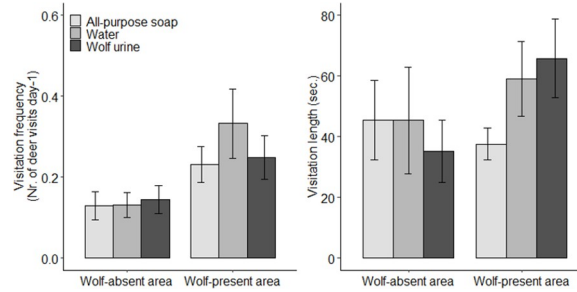 All-purpose soap
Water
Wolf urine
Visitation frequency
(Nr. of deer visits day-1)
0.6
0.4
0.2
0.0
Wolf-absent area
Wolf-present area
Visitation length (sec.)
80
60
40
20
0
Wolf-absent area
Wolf-present area